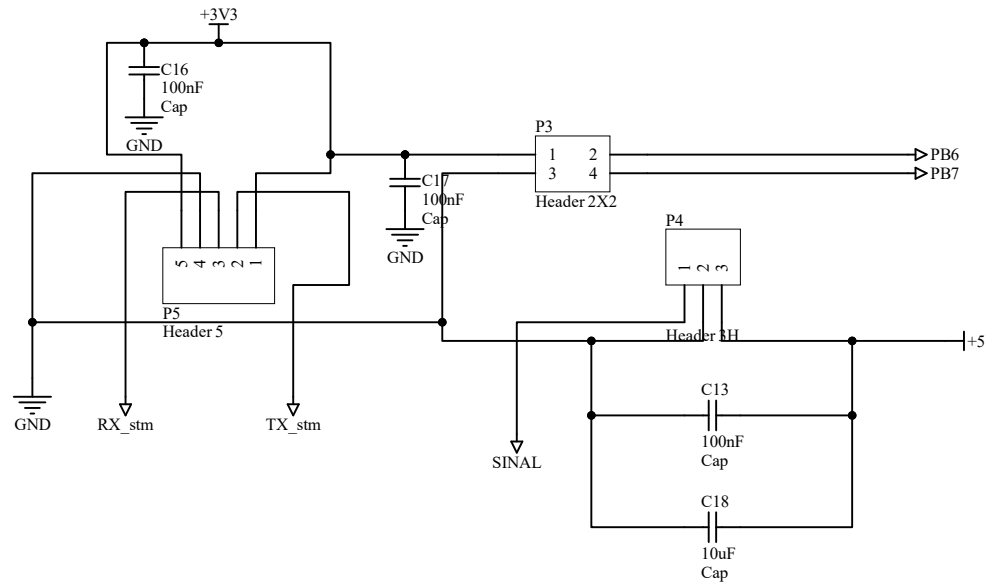 +3V3
C16
100nF
Cap
GND
P3
1 2
3 4
Header 2X2
PB6
PB7
C17
100nF
Cap
GND
P4
1 2 3
Header 3H
5 4 3 2 1
P5
Header 5
+5
GND
RX_stm
TX_stm
SINAL
C13
100nF
Cap
C18
10uF
Cap